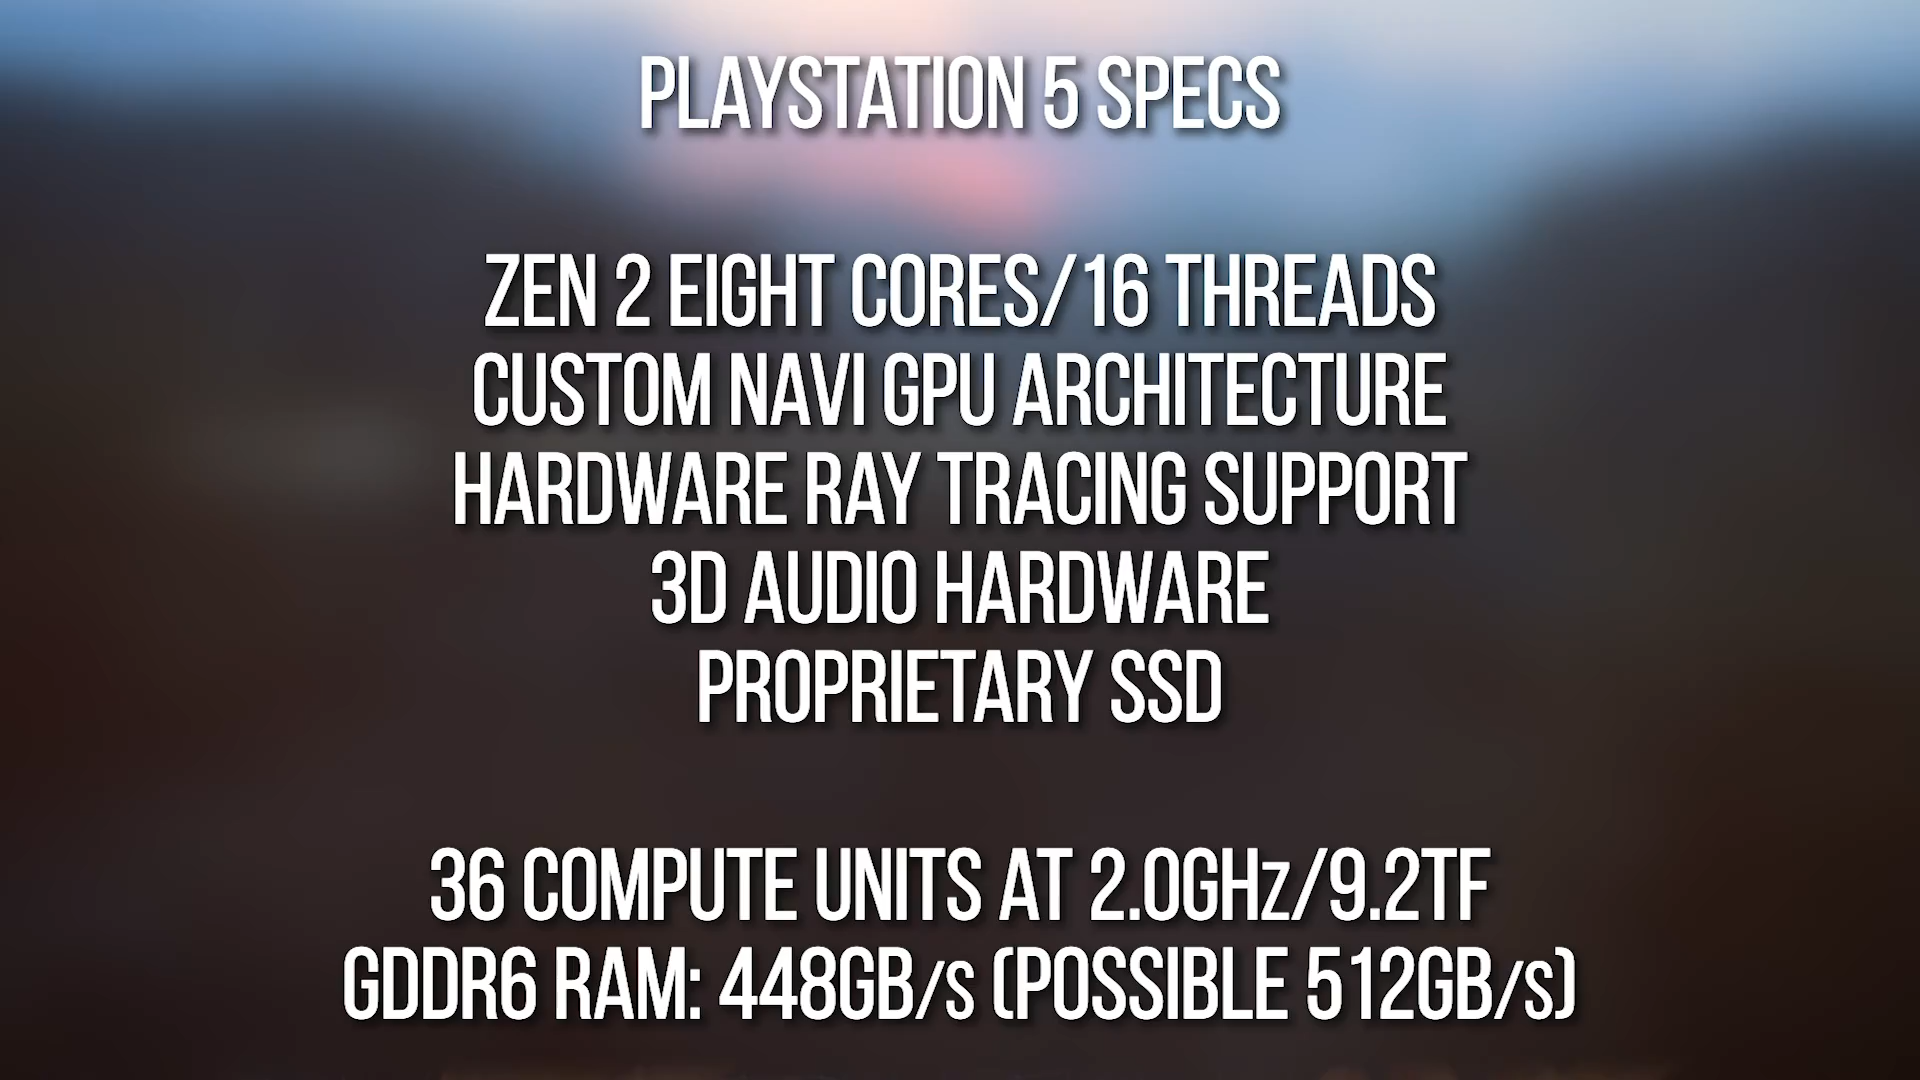 PLAYSTATION 5 SPECS
ZEN 2 EIGHT CORES/16 THREADS
CUSTOM NAVI GPU ARCHITECTURE
HARDWARE RAY TRACING SUPPORT
3D AUDIO HARDWARE
PROPRIETARY SSD
36 COMPUTE UNITS AT 2.0GHz/9.2TF
GDDR6 RAM: 448GB/s (POSSIBLE 512GB/s)